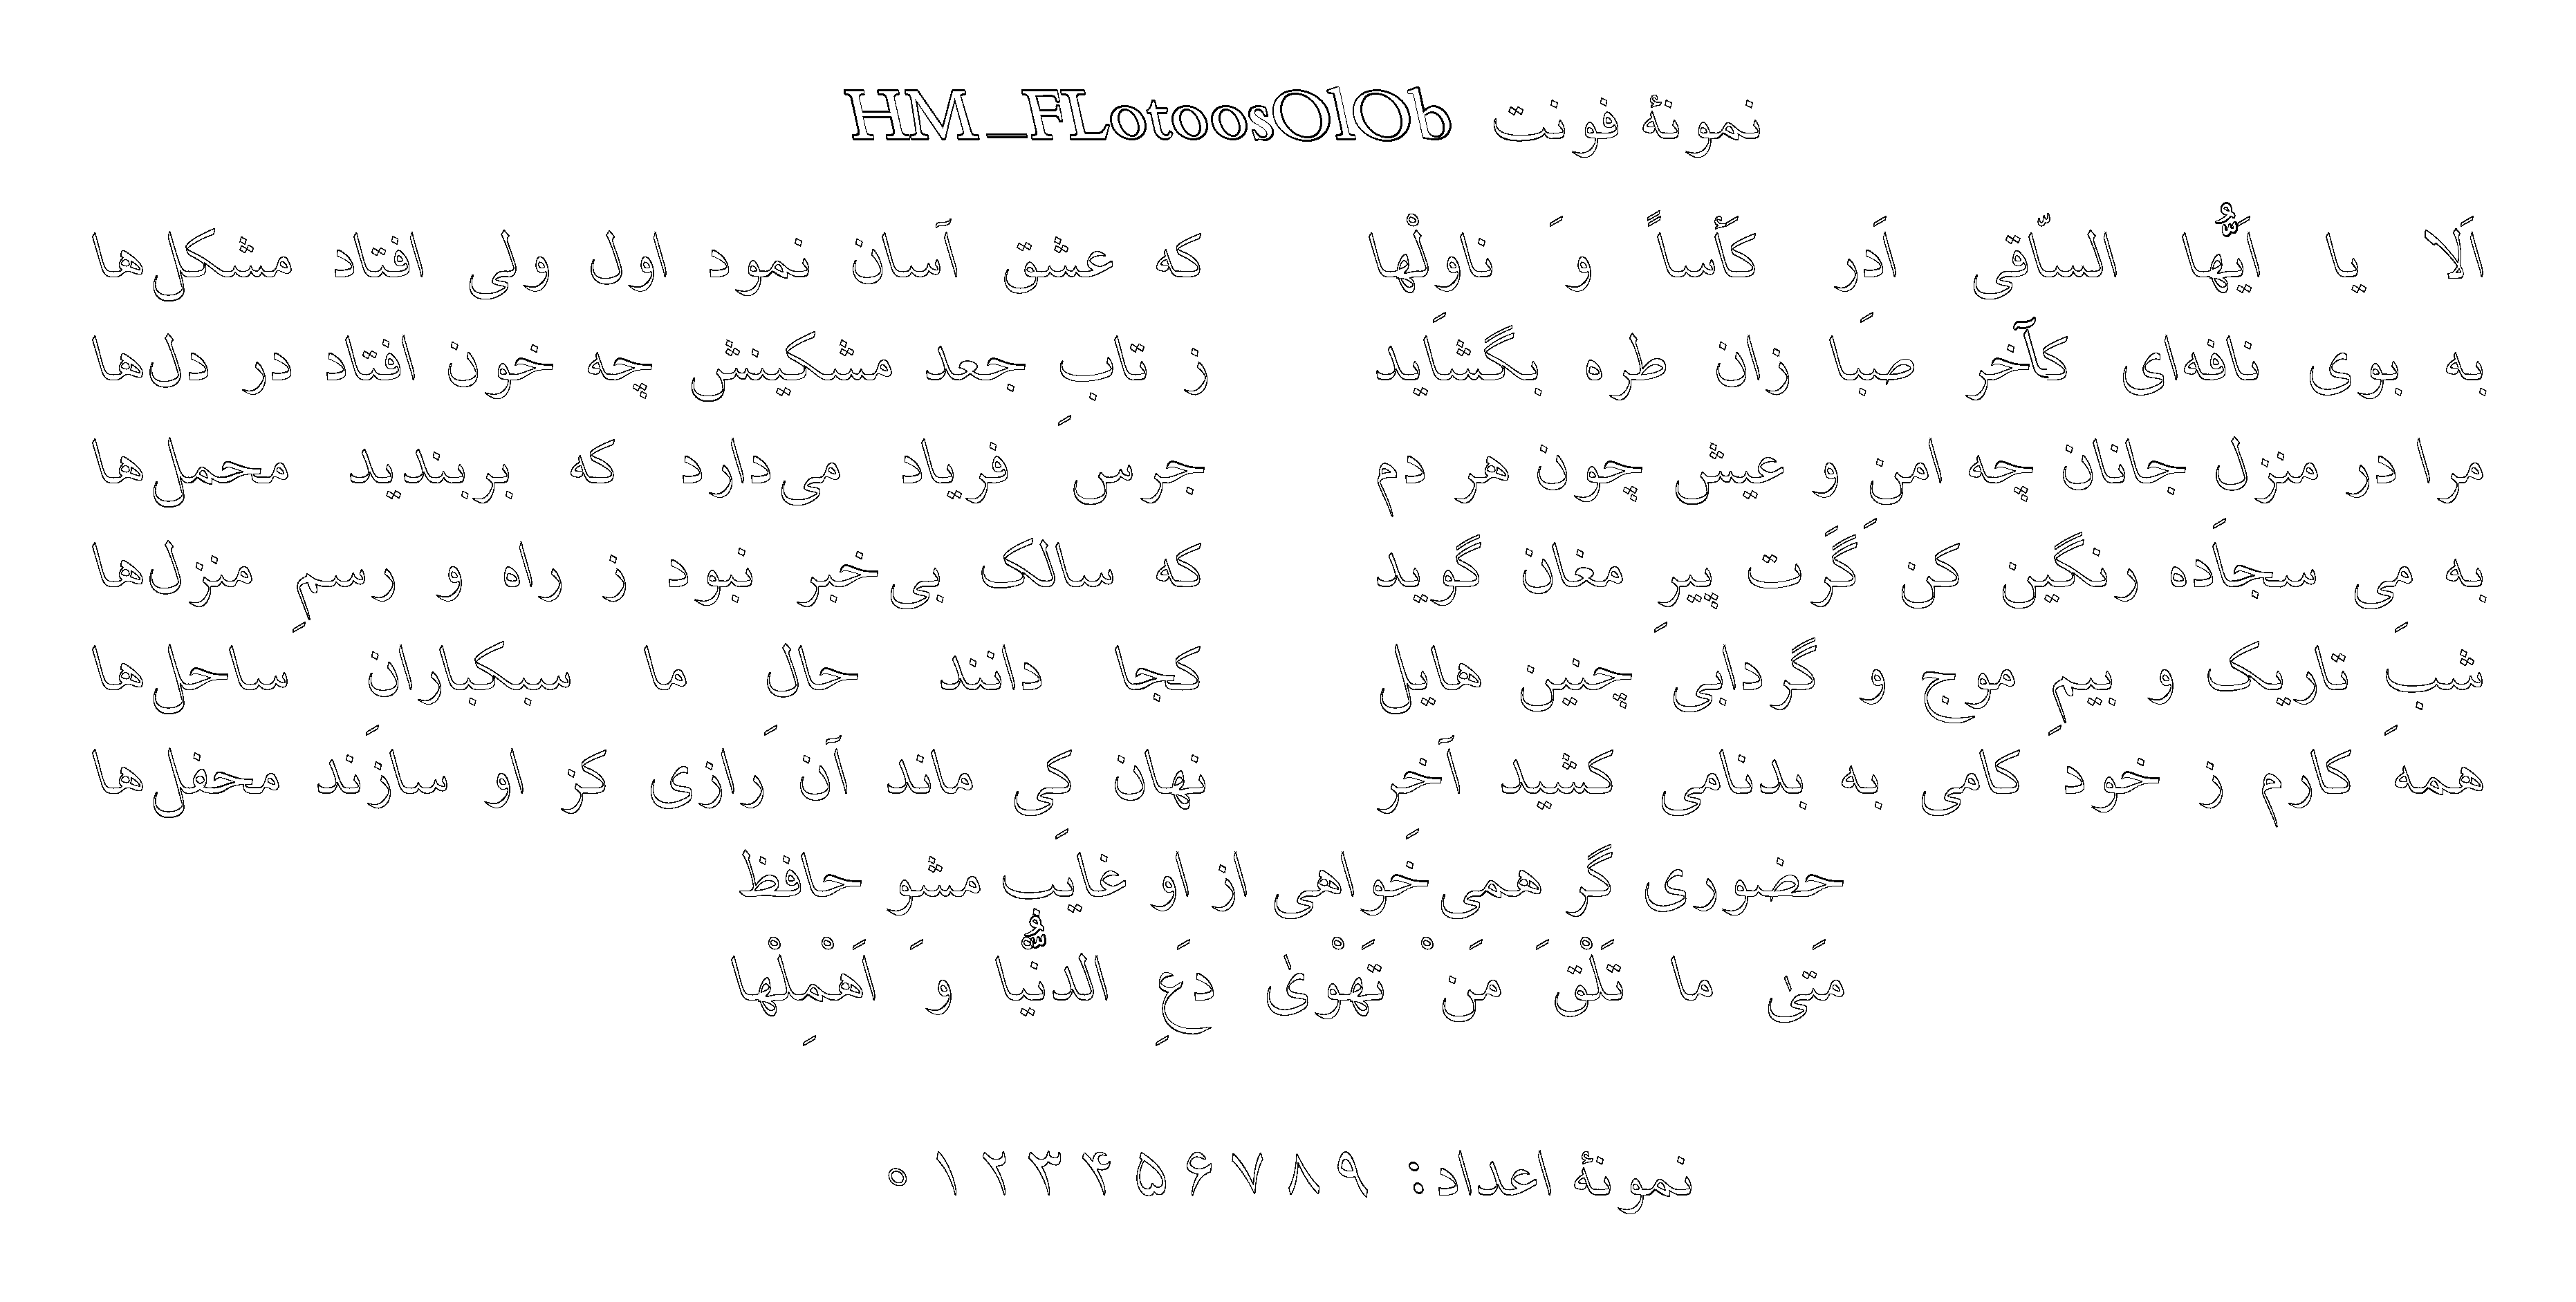 نمونهٔ فونت HM_FLotoosOlOb
اَلا یا اَیُّها السّاقی اَدِر کَأساً وَ ناوِلْها که عشق آسان نمود اول ولی افتاد مشکل‌ها
به بوی نافه‌ای کآخر صبا زان طره بگشاید ز تابِ جعد مشکینش چه خون افتاد در دل‌ها
مرا در منزل جانان چه امن و عیش چون هر دم جرس فریاد می‌دارد که بربندید محمل‌ها
به مِی سجاده رنگین کن گَرَت پیرِ مغان گوید که سالک بی‌خبر نبود ز راه و رسمِ منزل‌ها
شبِ تاریک و بیمِ موج و گردابی چنین هایل کجا دانند حالِ ما سبکبارانِ ساحل‌ها
همه کارم ز خود کامی به بدنامی کشید آخر نهان کی ماند آن رازی کز او سازند محفل‌ها
حضوری گر همی‌خواهی از او غایب مشو حافظ
مَتیٰ ما تَلْقَ مَنْ تَهْویٰ دَعِ الدُّنْیا وَ اَهْمِلْها
نمونهٔ اعداد: ۹ ۸ ۷ ۶ ۵ ۴ ۳ ۲ ۱ ۰